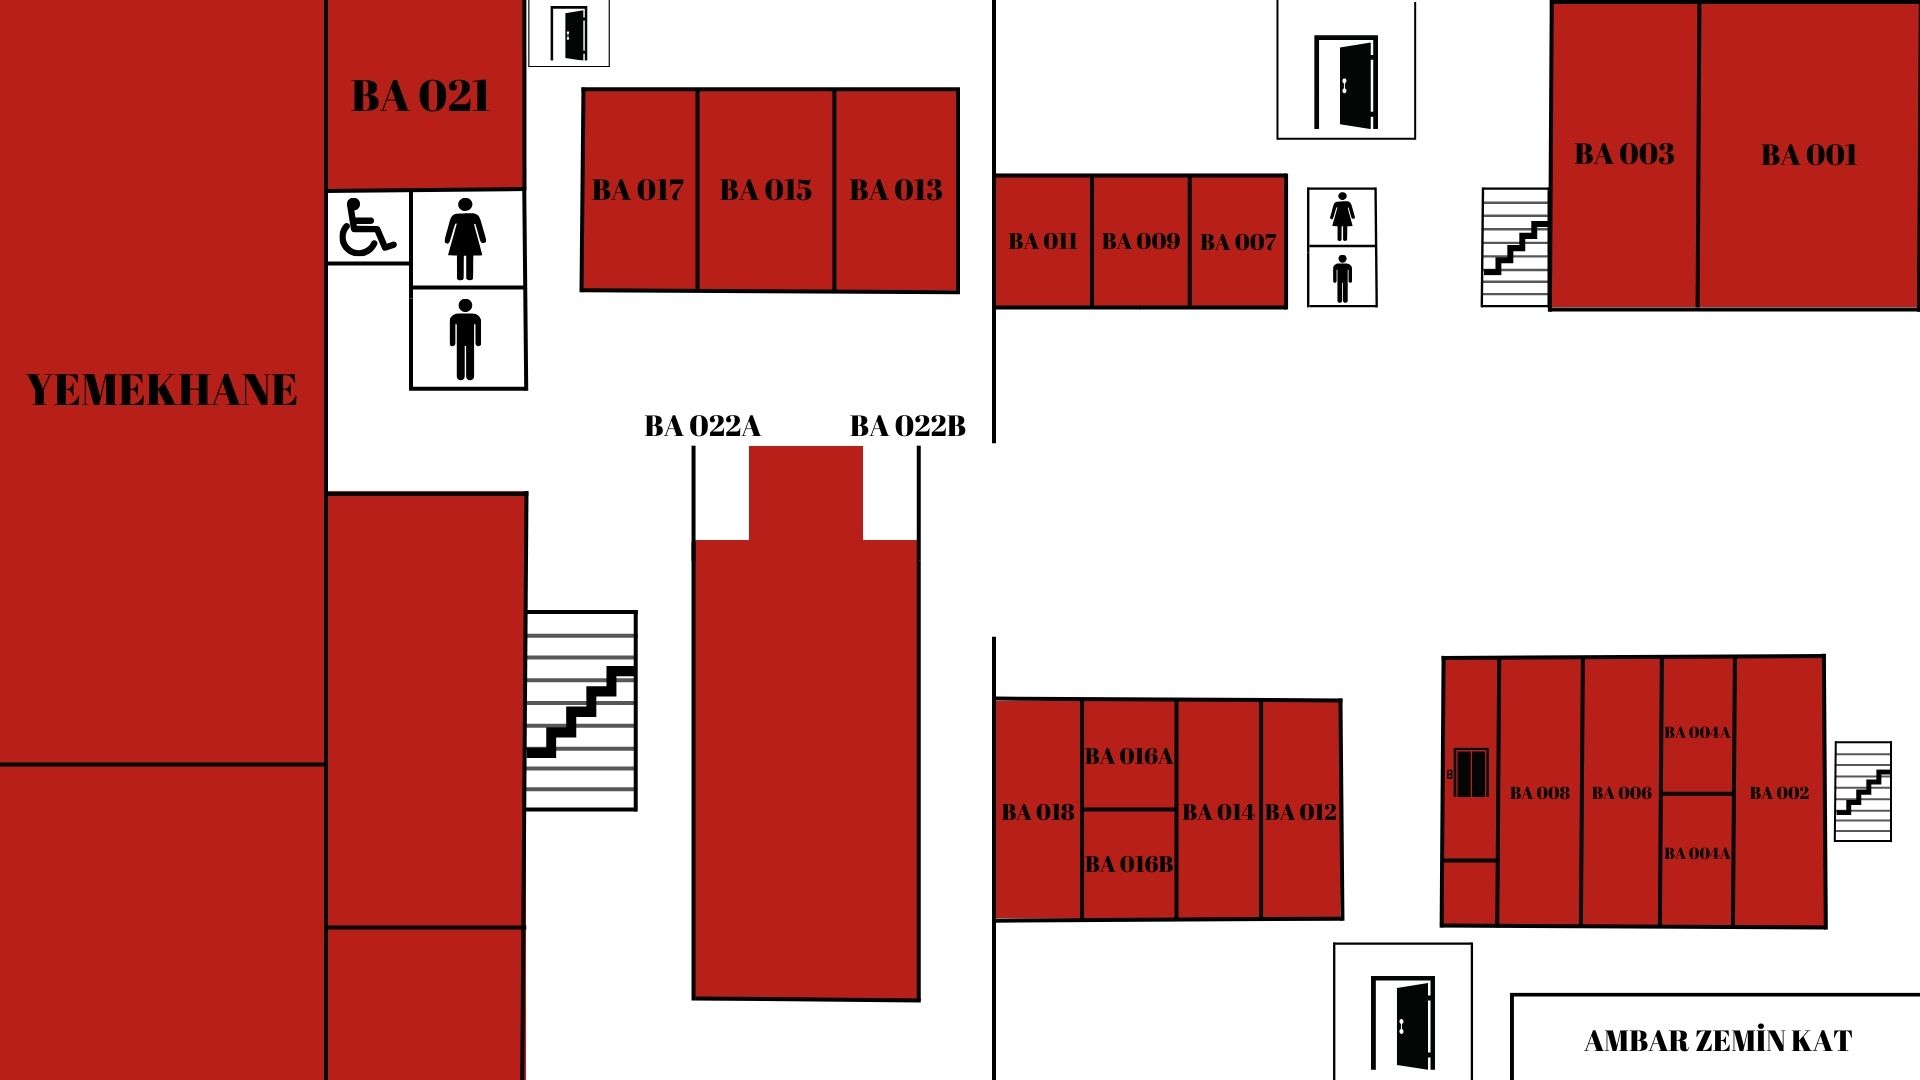 BA 021
BA 017
BA 015
BA 013
BA 011
BA 009
BA 007
BA 003
BA 001
YEMEKHANE
BA 022A
BA 022B
BA 018
BA 016A
BA 016B
BA 014
BA 012
BA 008
BA 006
BA 004A
BA 004A
BA 002
AMBAR ZEMİN KAT